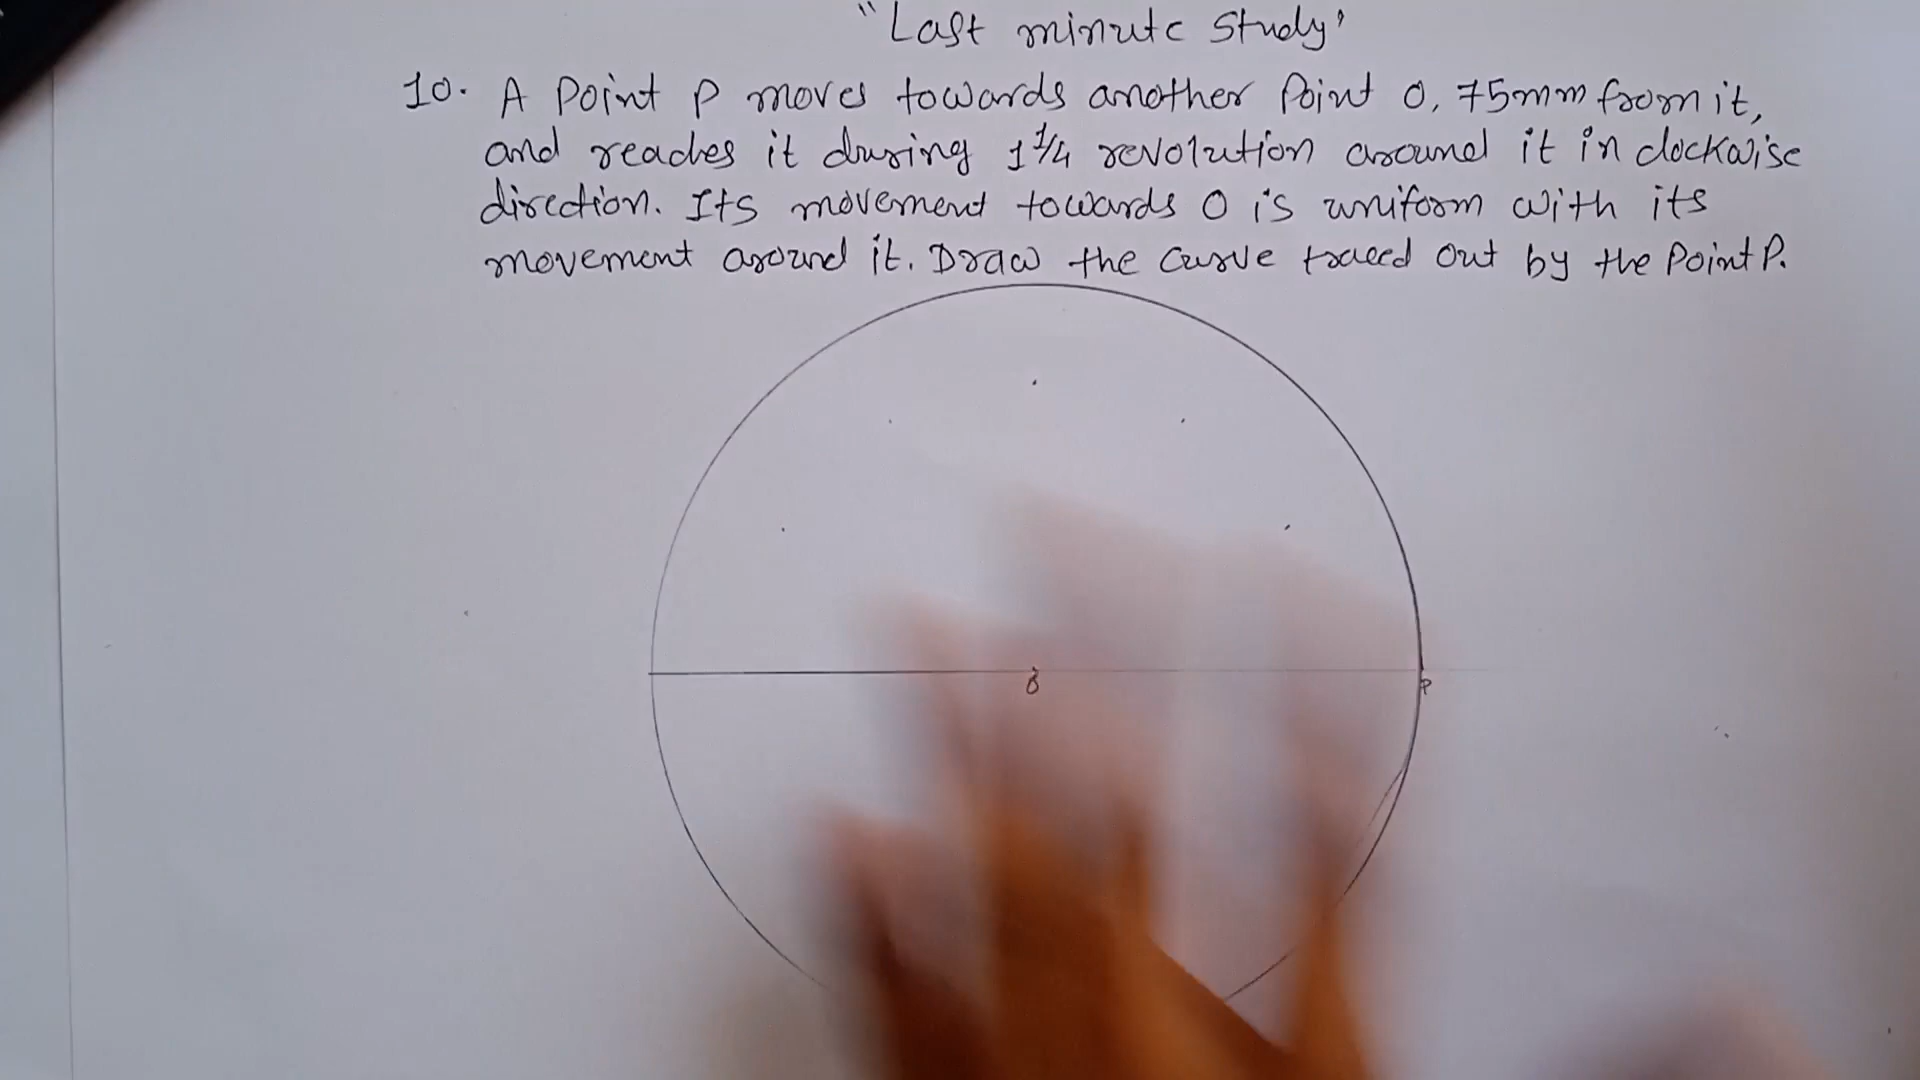 "Last minute Study'
10. A Point P moves towards another Point O, 75mm from it,
and reaches it during 1 1/4 revolution around it in clockwise
direction. Its movement towards O is uniform with its
movement around it. Draw the curve traced out by the Point P.
O
P